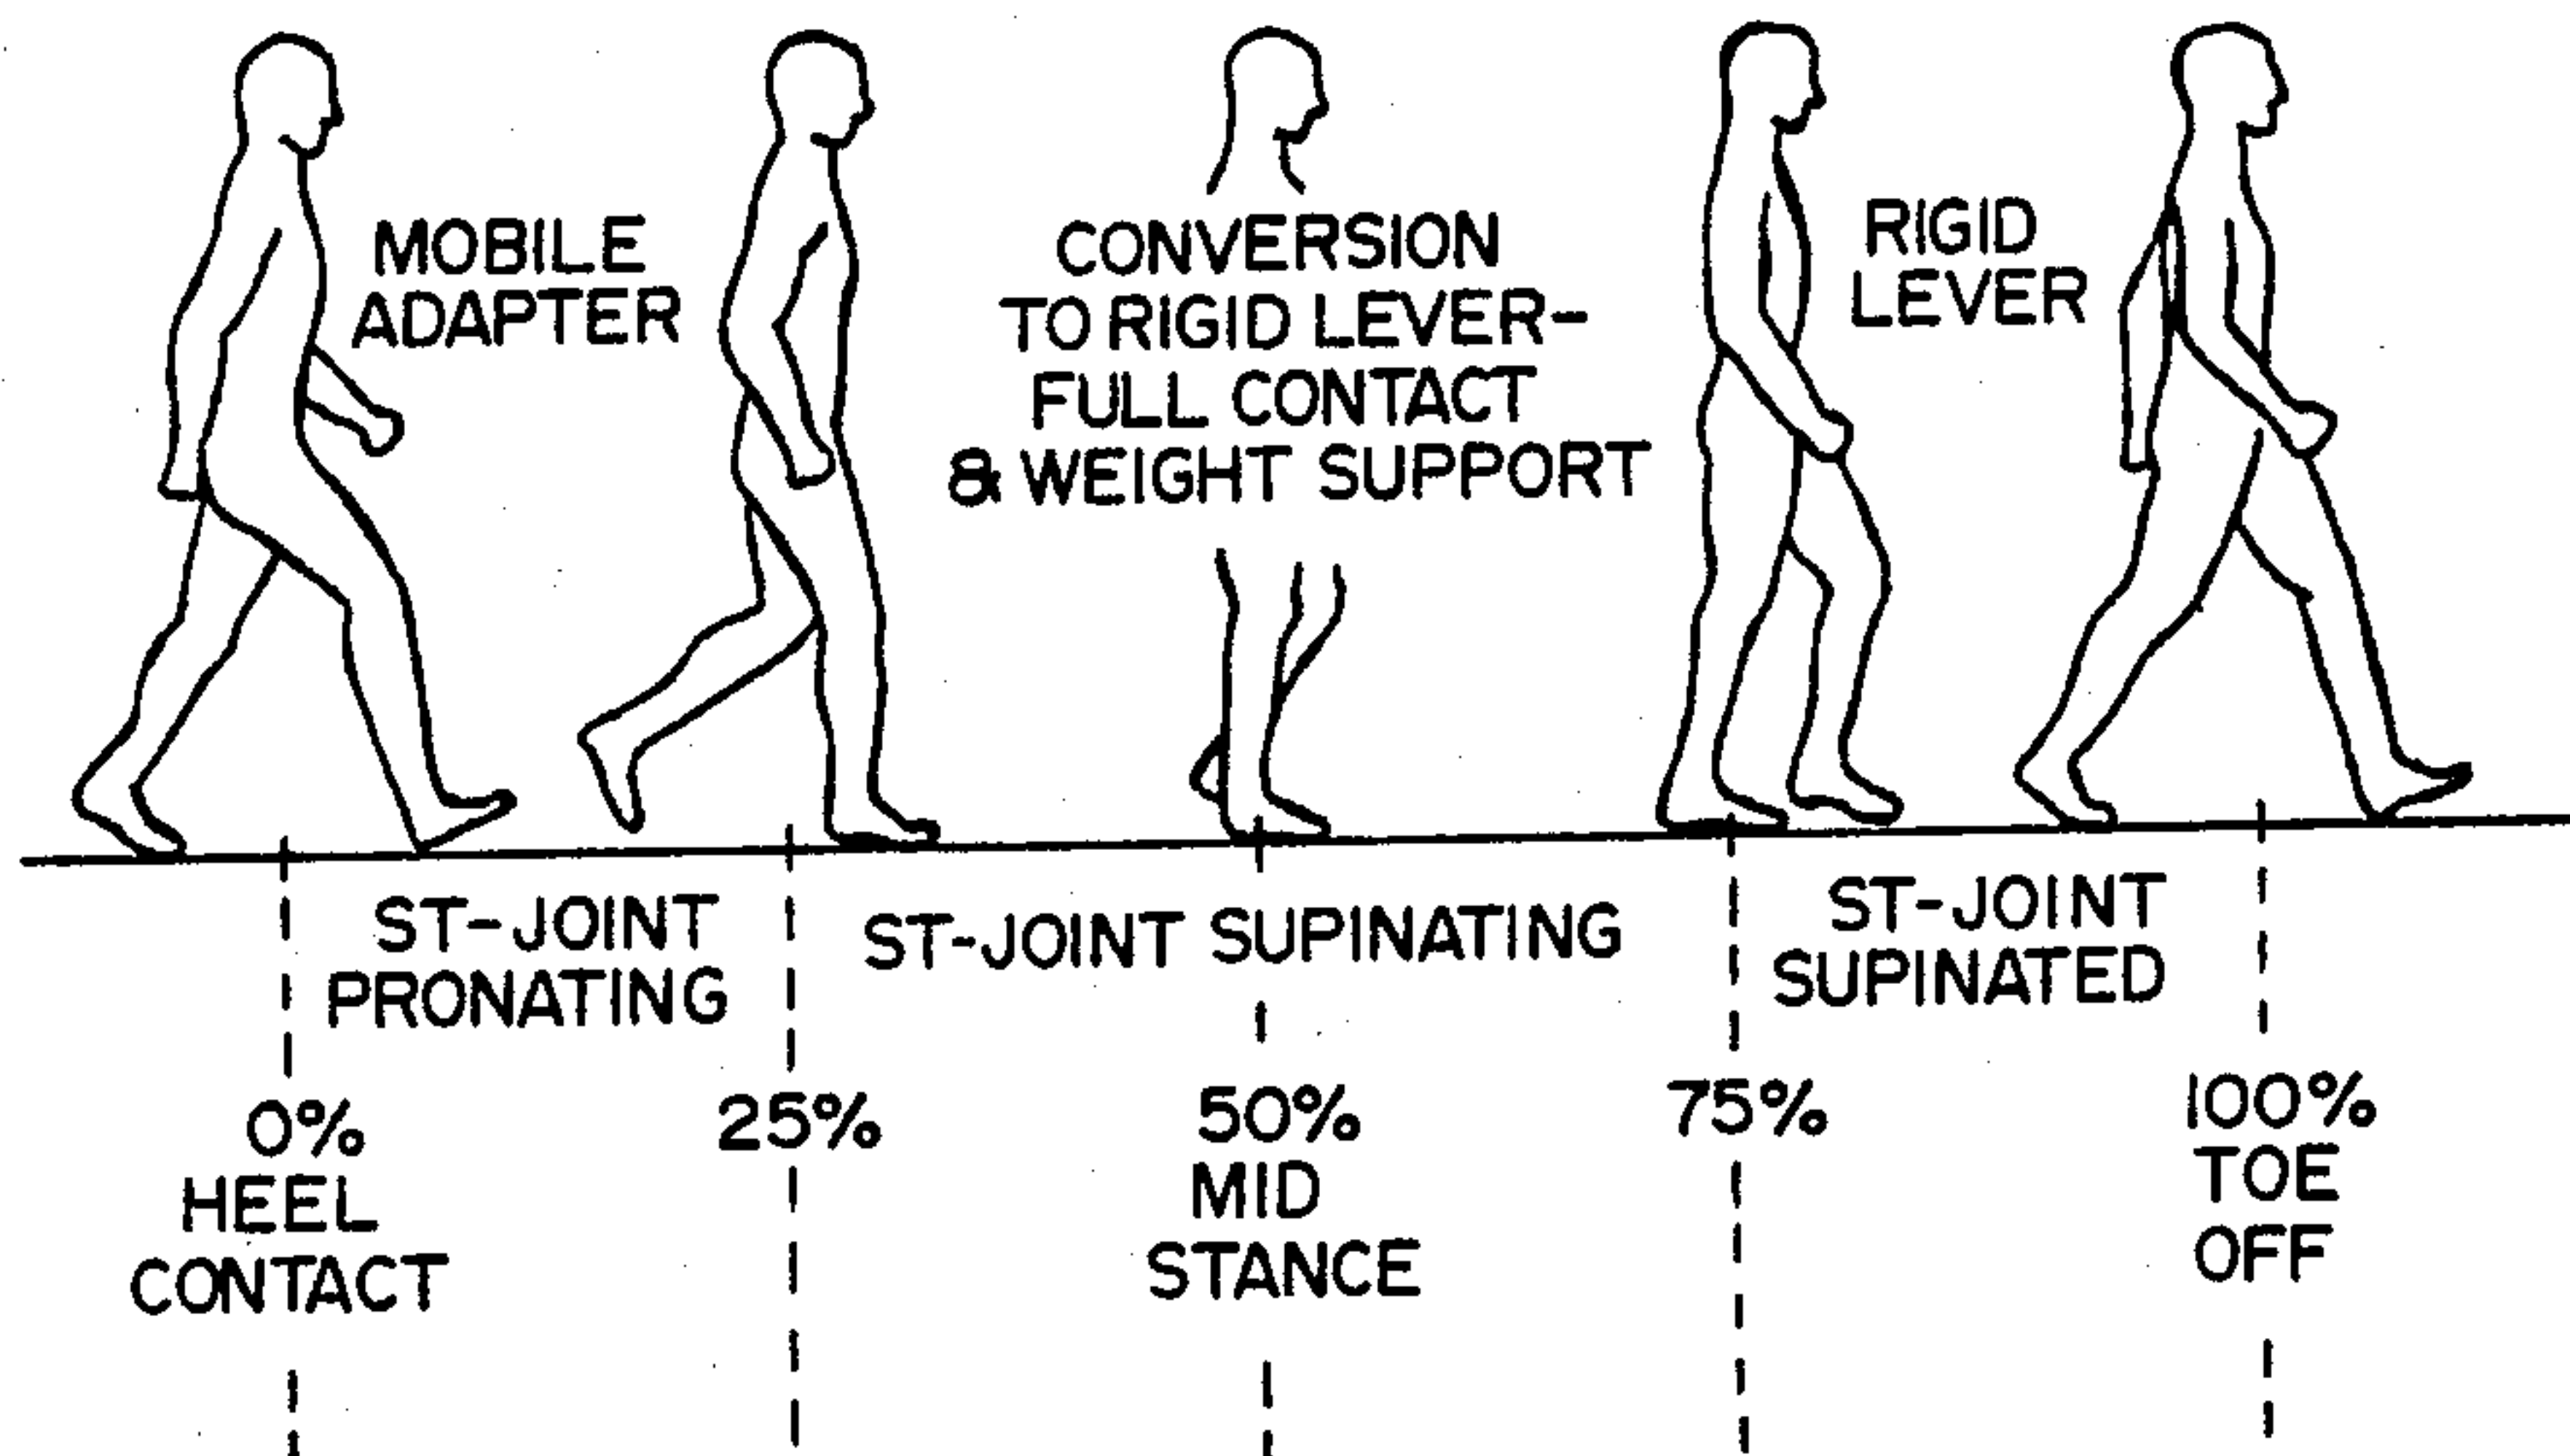 MOBILE
ADAPTER
CONVERSION
TO RIGID LEVER-
FULL CONTACT
& WEIGHT SUPPORT
RIGID
LEVER
ST-JOINT
PRONATING
ST-JOINT SUPINATING
ST-JOINT
SUPINATED
0%
HEEL
CONTACT
25%
50%
MID
STANCE
75%
100%
TOE
OFF